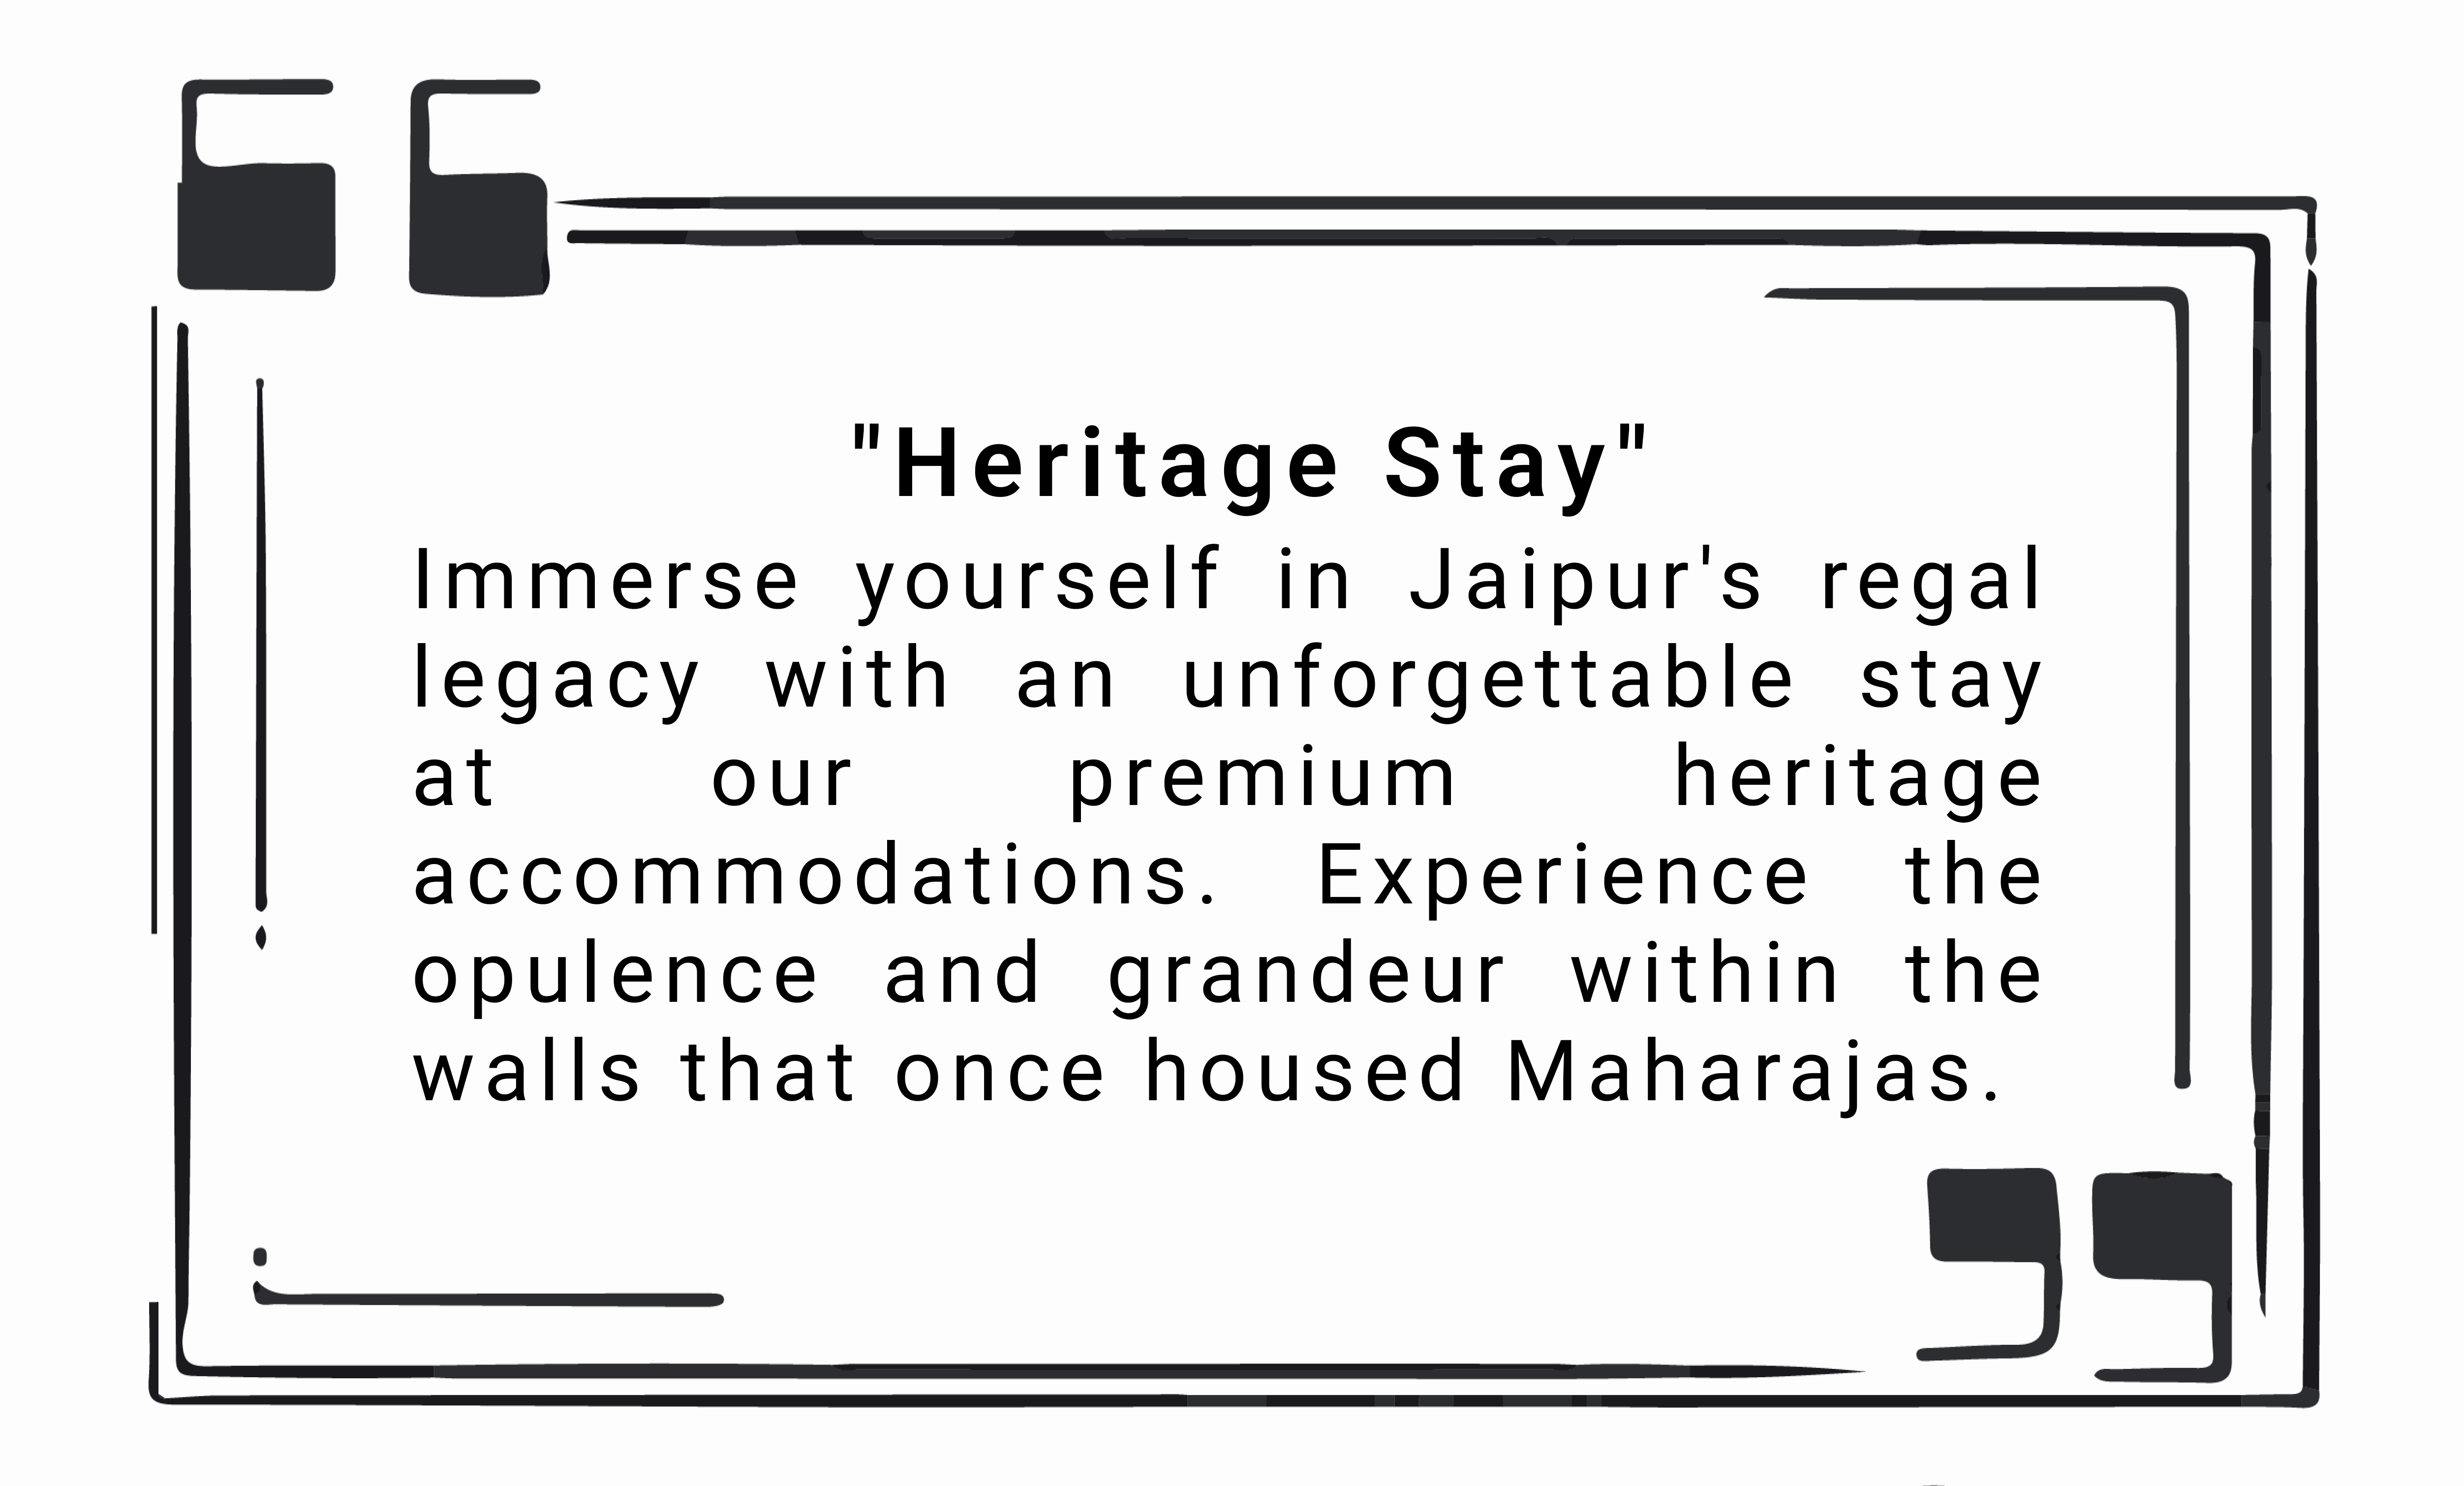 "Heritage Stay"
Immerse yourself in Jaipur's regal
legacy with an unforgettable stay
at our premium heritage
accommodations. Experience the
opulence and grandeur within the
walls that once housed Maharajas.